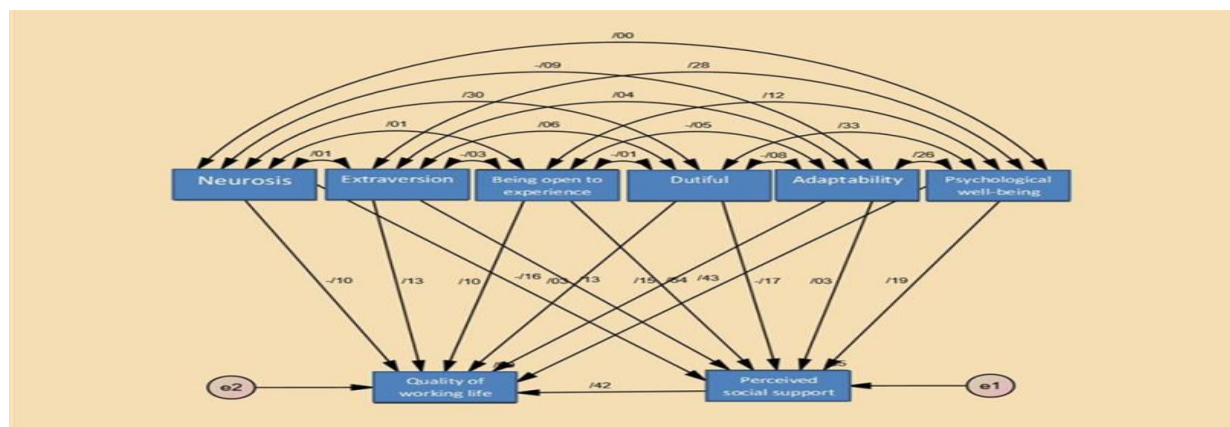 /00
-/09
/28
/30
/04
/12
/01
/06
-/05
/33
/01
-/03
-/01
-/08
/26
Neurosis
Extraversion
Being open to
experience
Dutiful
Adaptability
Psychological
well-being
-/10
/13
/10
-/16
/03
/13
/15
/43
-/17
/03
/19
e2
Quality of
working life
/42
Perceived
social support
e1